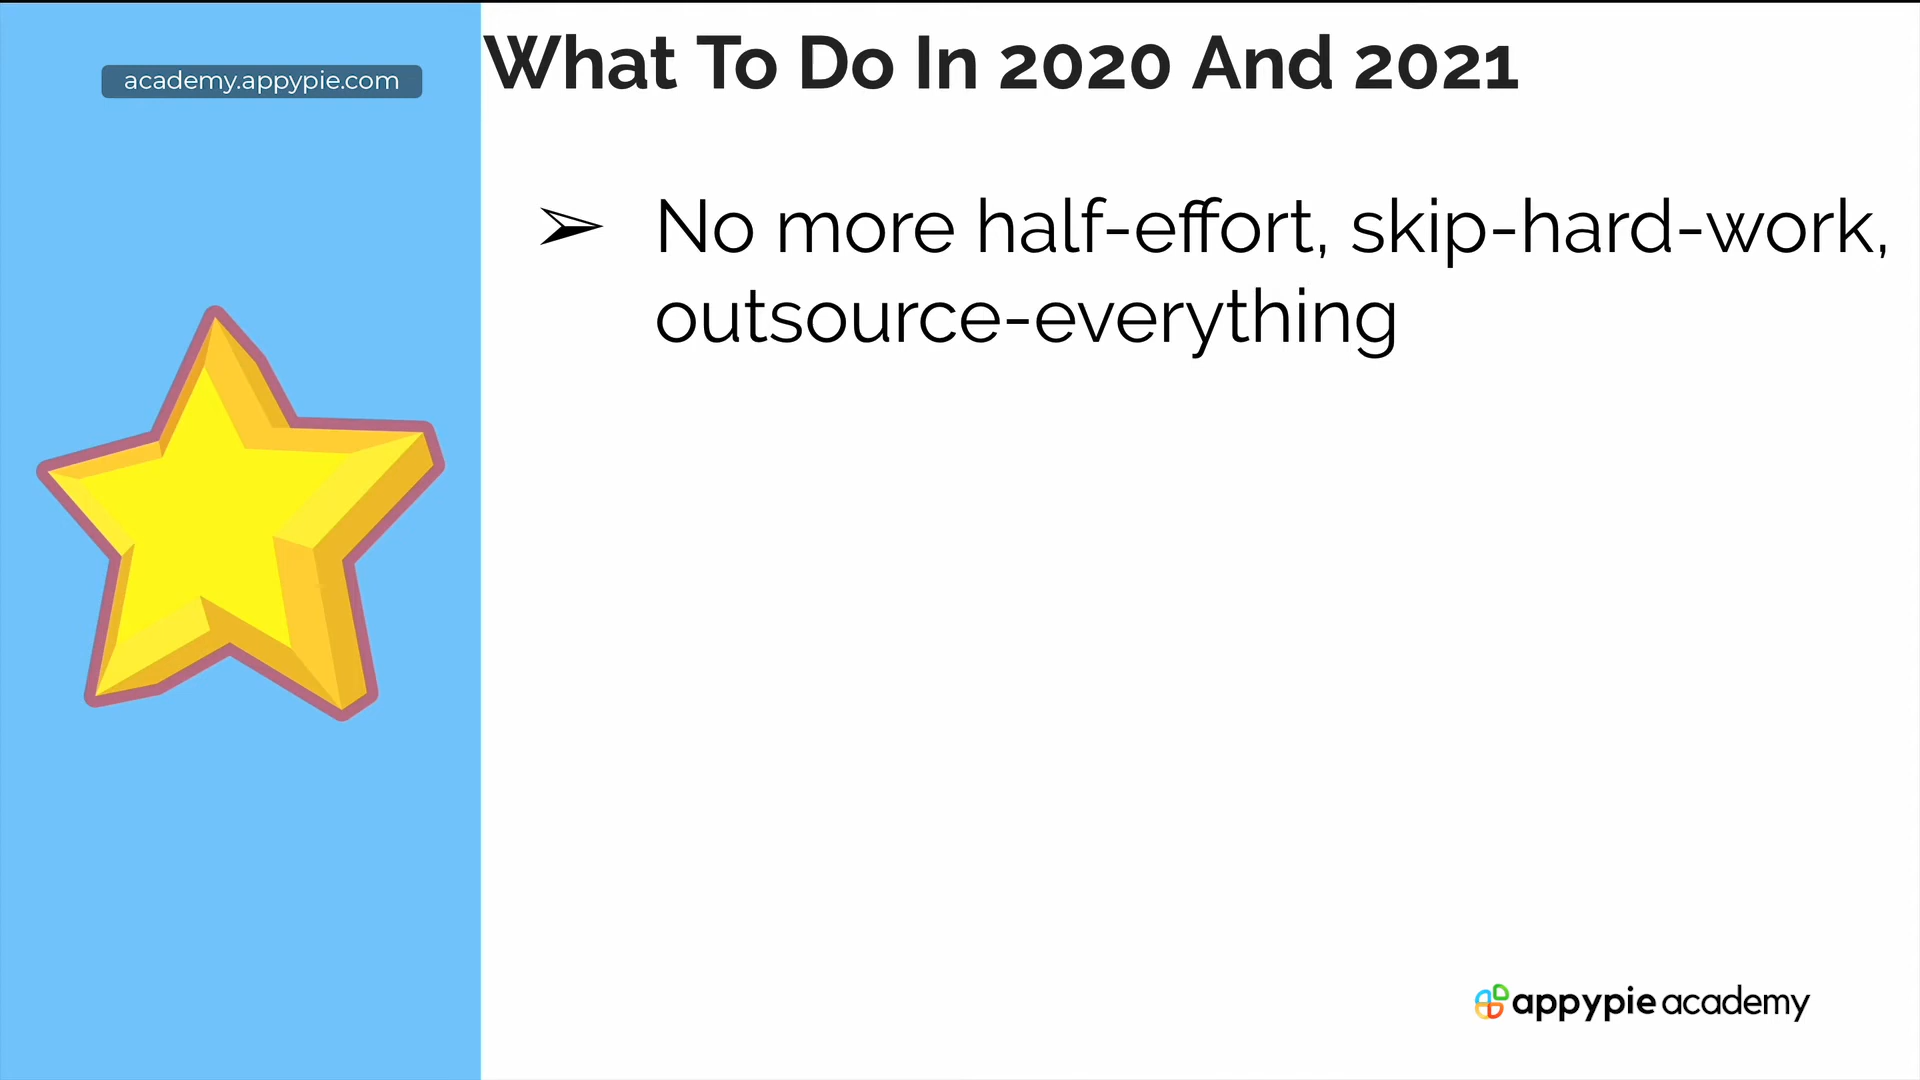 academy.appypie.com
What To Do In 2020 And 2021
➢ No more half-effort, skip-hard-work,
outsource-everything
appypie academy